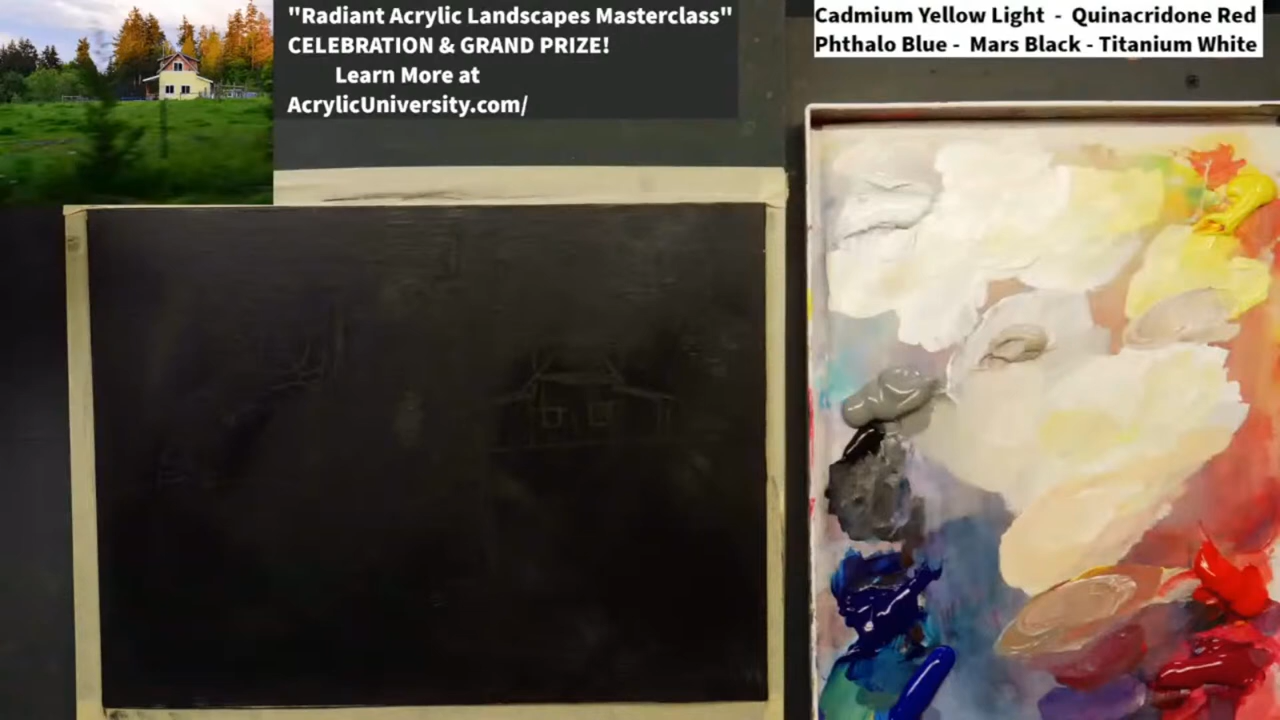 "Radiant Acrylic Landscapes Masterclass"
CELEBRATION & GRAND PRIZE!
Learn More at
AcrylicUniversity.com/
Cadmium Yellow Light - Quinacridone Red
Phthalo Blue - Mars Black - Titanium White